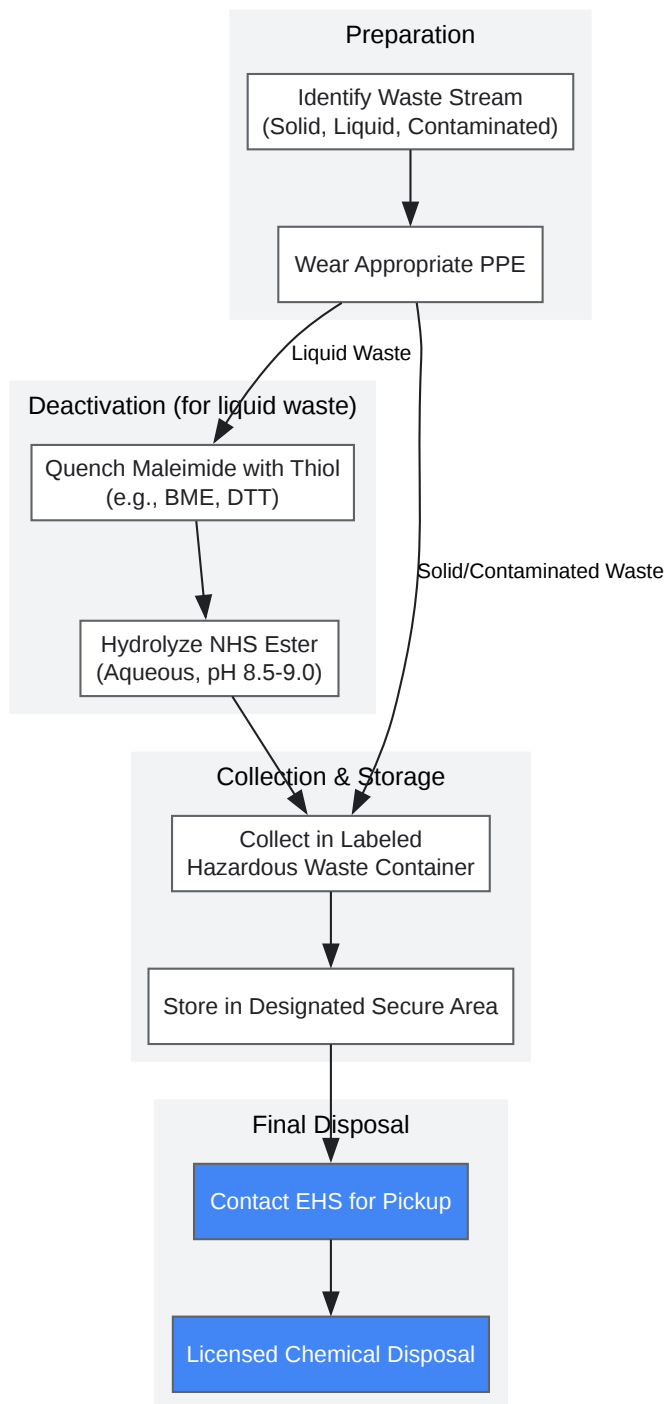 Preparation
Identify Waste Stream
(Solid, Liquid, Contaminated)
Wear Appropriate PPE
Liquid Waste
Deactivation (for liquid waste)
Quench Maleimide with Thiol
(e.g., BME, DTT)
Solid/Contaminated Waste
Hydrolyze NHS Ester
(Aqueous, pH 8.5-9.0)
Collection & Storage
Collect in Labeled
Hazardous Waste Container
Store in Designated Secure Area
Final Disposal
Contact EHS for Pickup
Licensed Chemical Disposal